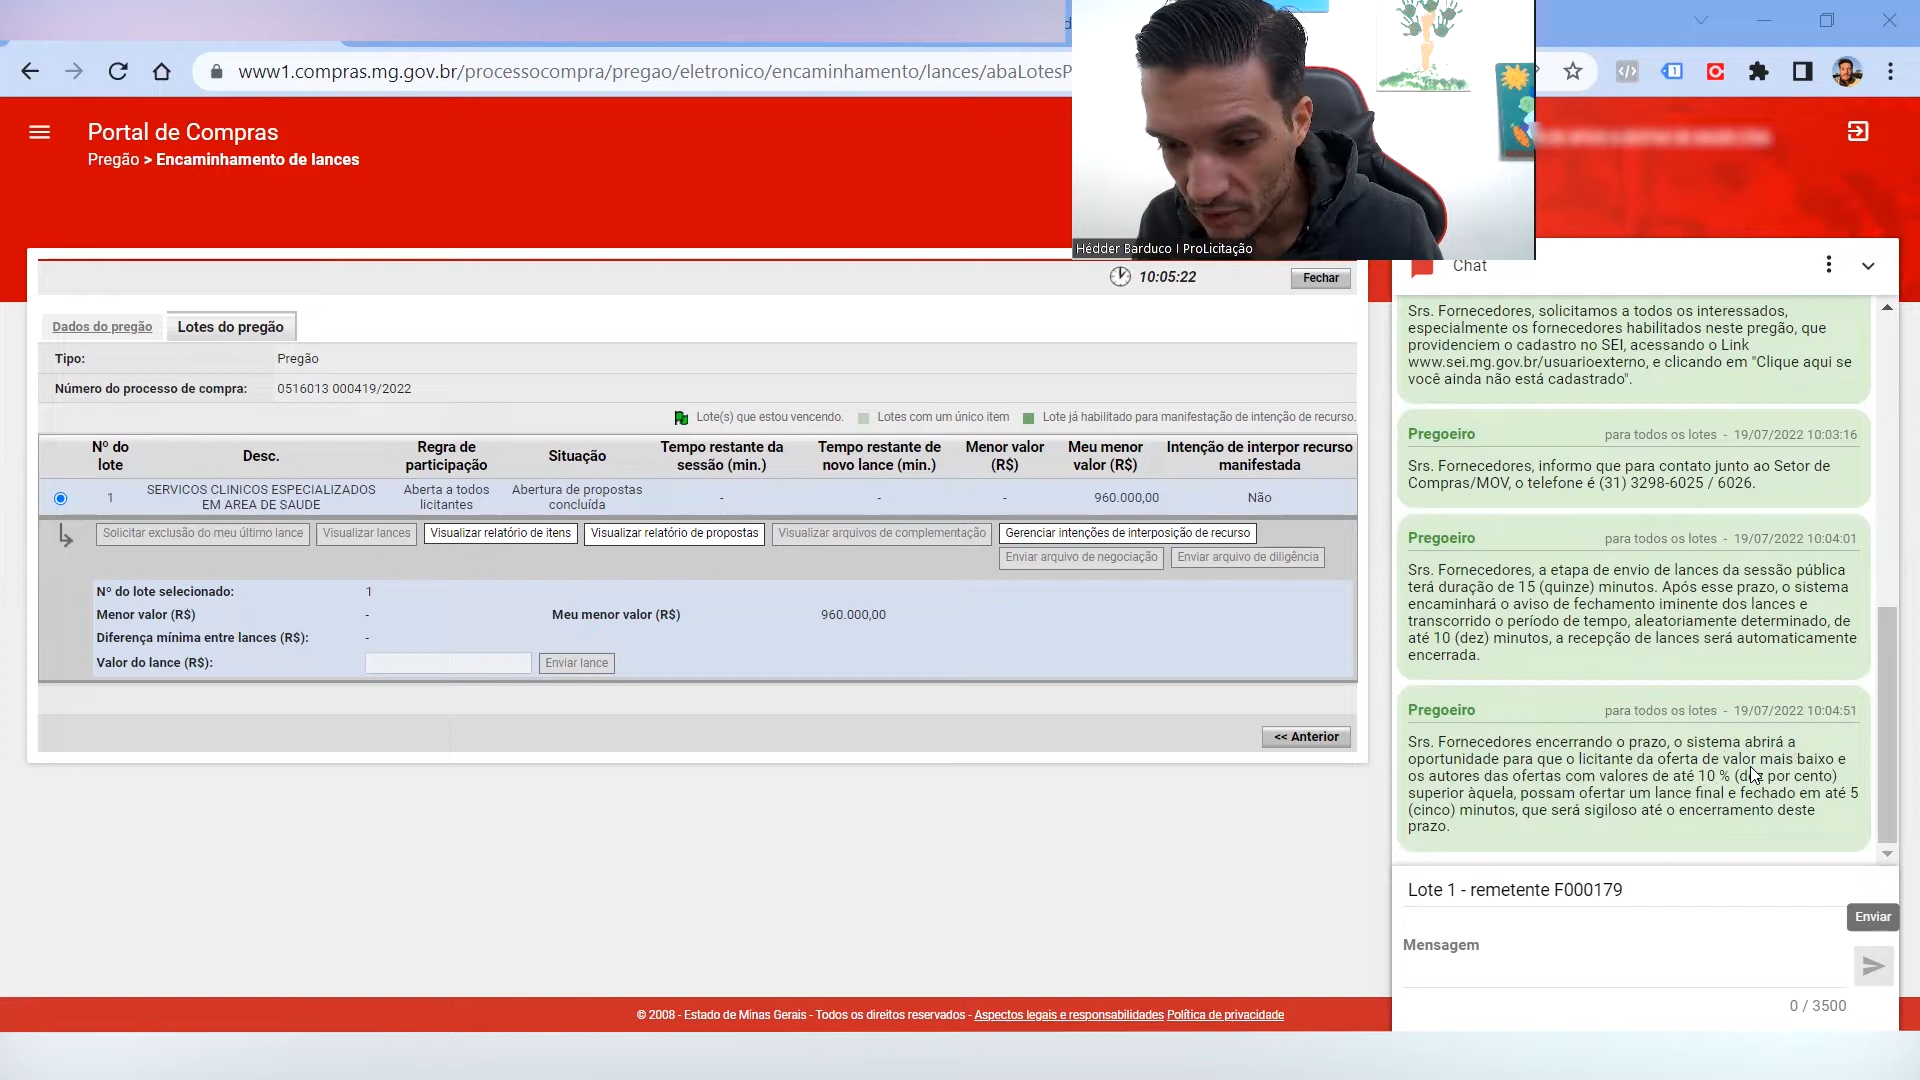 www1.compras.mg.gov.br/processocompra/pregao/eletronico/encaminhamento/lances/abaLotesP
Portal de Compras
Pregão > Encaminhamento de lances
Hédder Barduco | ProLicitação
10:05:22
Fechar
Dados do pregão
Lotes do pregão
Tipo: Pregão
Número do processo de compra: 0516013 000419/2022
Lote(s) que estou vencendo. Lotes com um único item Lote já habilitado para manifestação de intenção de recurso.
Nº do lote Desc. Regra de participação Situação Tempo restante da sessão (min.) Tempo restante de novo lance (min.) Menor valor (R$) Meu menor valor (R$) Intenção de interpor recurso manifestada
1 SERVICOS CLINICOS ESPECIALIZADOS EM AREA DE SAUDE Aberta a todos licitantes Abertura de propostas concluída - - - 960.000,00 Não
Solicitar exclusão do meu último lance Visualizar lances Visualizar relatório de itens Visualizar relatório de propostas Visualizar arquivos de complementação Gerenciar intenções de interposição de recurso
Enviar arquivo de negociação Enviar arquivo de diligência
Nº do lote selecionado: 1
Menor valor (R$) - Meu menor valor (R$) 960.000,00
Diferença mínima entre lances (R$): -
Valor do lance (R$): Enviar lance
<< Anterior
Chat
Srs. Fornecedores, solicitamos a todos os interessados,
especialmente os fornecedores habilitados neste pregão, que
providenciem o cadastro no SEI, acessando o Link
www.sei.mg.gov.br/usuarioexterno, e clicando em "Clique aqui se
você ainda não está cadastrado".
Pregoeiro para todos os lotes - 19/07/2022 10:03:16
Srs. Fornecedores, informo que para contato junto ao Setor de
Compras/MOV, o telefone é (31) 3298-6025 / 6026.
Pregoeiro para todos os lotes - 19/07/2022 10:04:01
Srs. Fornecedores, a etapa de envio de lances da sessão pública
terá duração de 15 (quinze) minutos. Após esse prazo, o sistema
encaminhará o aviso de fechamento iminente dos lances e
transcorrido o período de tempo, aleatoriamente determinado, de
até 10 (dez) minutos, a recepção de lances será automaticamente
encerrada.
Pregoeiro para todos os lotes - 19/07/2022 10:04:51
Srs. Fornecedores encerrando o prazo, o sistema abrirá a
oportunidade para que o licitante da oferta de valor mais baixo e
os autores das ofertas com valores de até 10 % (dez por cento)
superior àquela, possam ofertar um lance final e fechado em até 5
(cinco) minutos, que será sigiloso até o encerramento deste
prazo.
Lote 1 - remetente F000179
Enviar
Mensagem
0 / 3500
© 2008 - Estado de Minas Gerais - Todos os direitos reservados - Aspectos legais e responsabilidades Política de privacidade